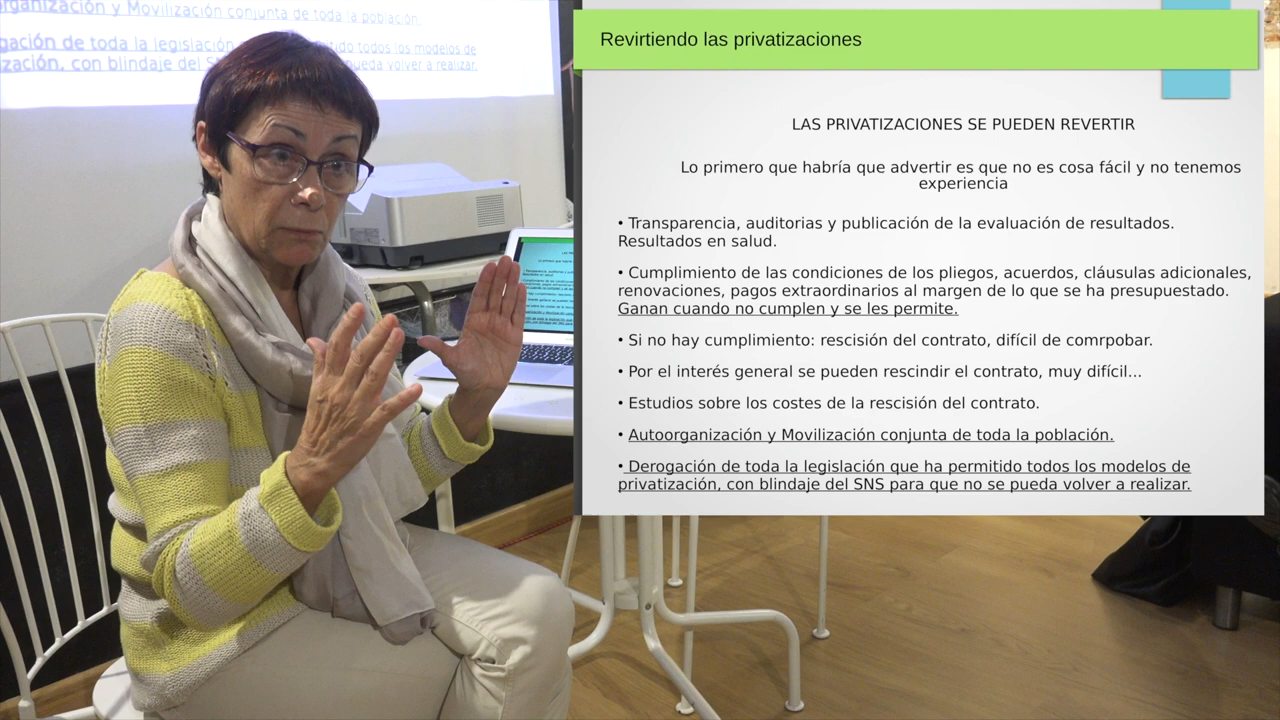 organización y Movilización conjunta de toda la población.
gación de toda la legislación
tido todos los modelos de
zación, con blindaje del S
pueda volver a realizar.
Revirtiendo las privatizaciones
LAS PRIVATIZACIONES SE PUEDEN REVERTIR
Lo primero que habría que advertir es que no es cosa fácil y no tenemos
experiencia
• Transparencia, auditorias y publicación de la evaluación de resultados.
Resultados en salud.
• Cumplimiento de las condiciones de los pliegos, acuerdos, cláusulas adicionales,
renovaciones, pagos extraordinarios al margen de lo que se ha presupuestado.
Ganan cuando no cumplen y se les permite.
• Si no hay cumplimiento: rescisión del contrato, difícil de comrpobar.
• Por el interés general se pueden rescindir el contrato, muy difícil...
• Estudios sobre los costes de la rescisión del contrato.
• Autoorganización y Movilización conjunta de toda la población.
• Derogación de toda la legislación que ha permitido todos los modelos de
privatización, con blindaje del SNS para que no se pueda volver a realizar.